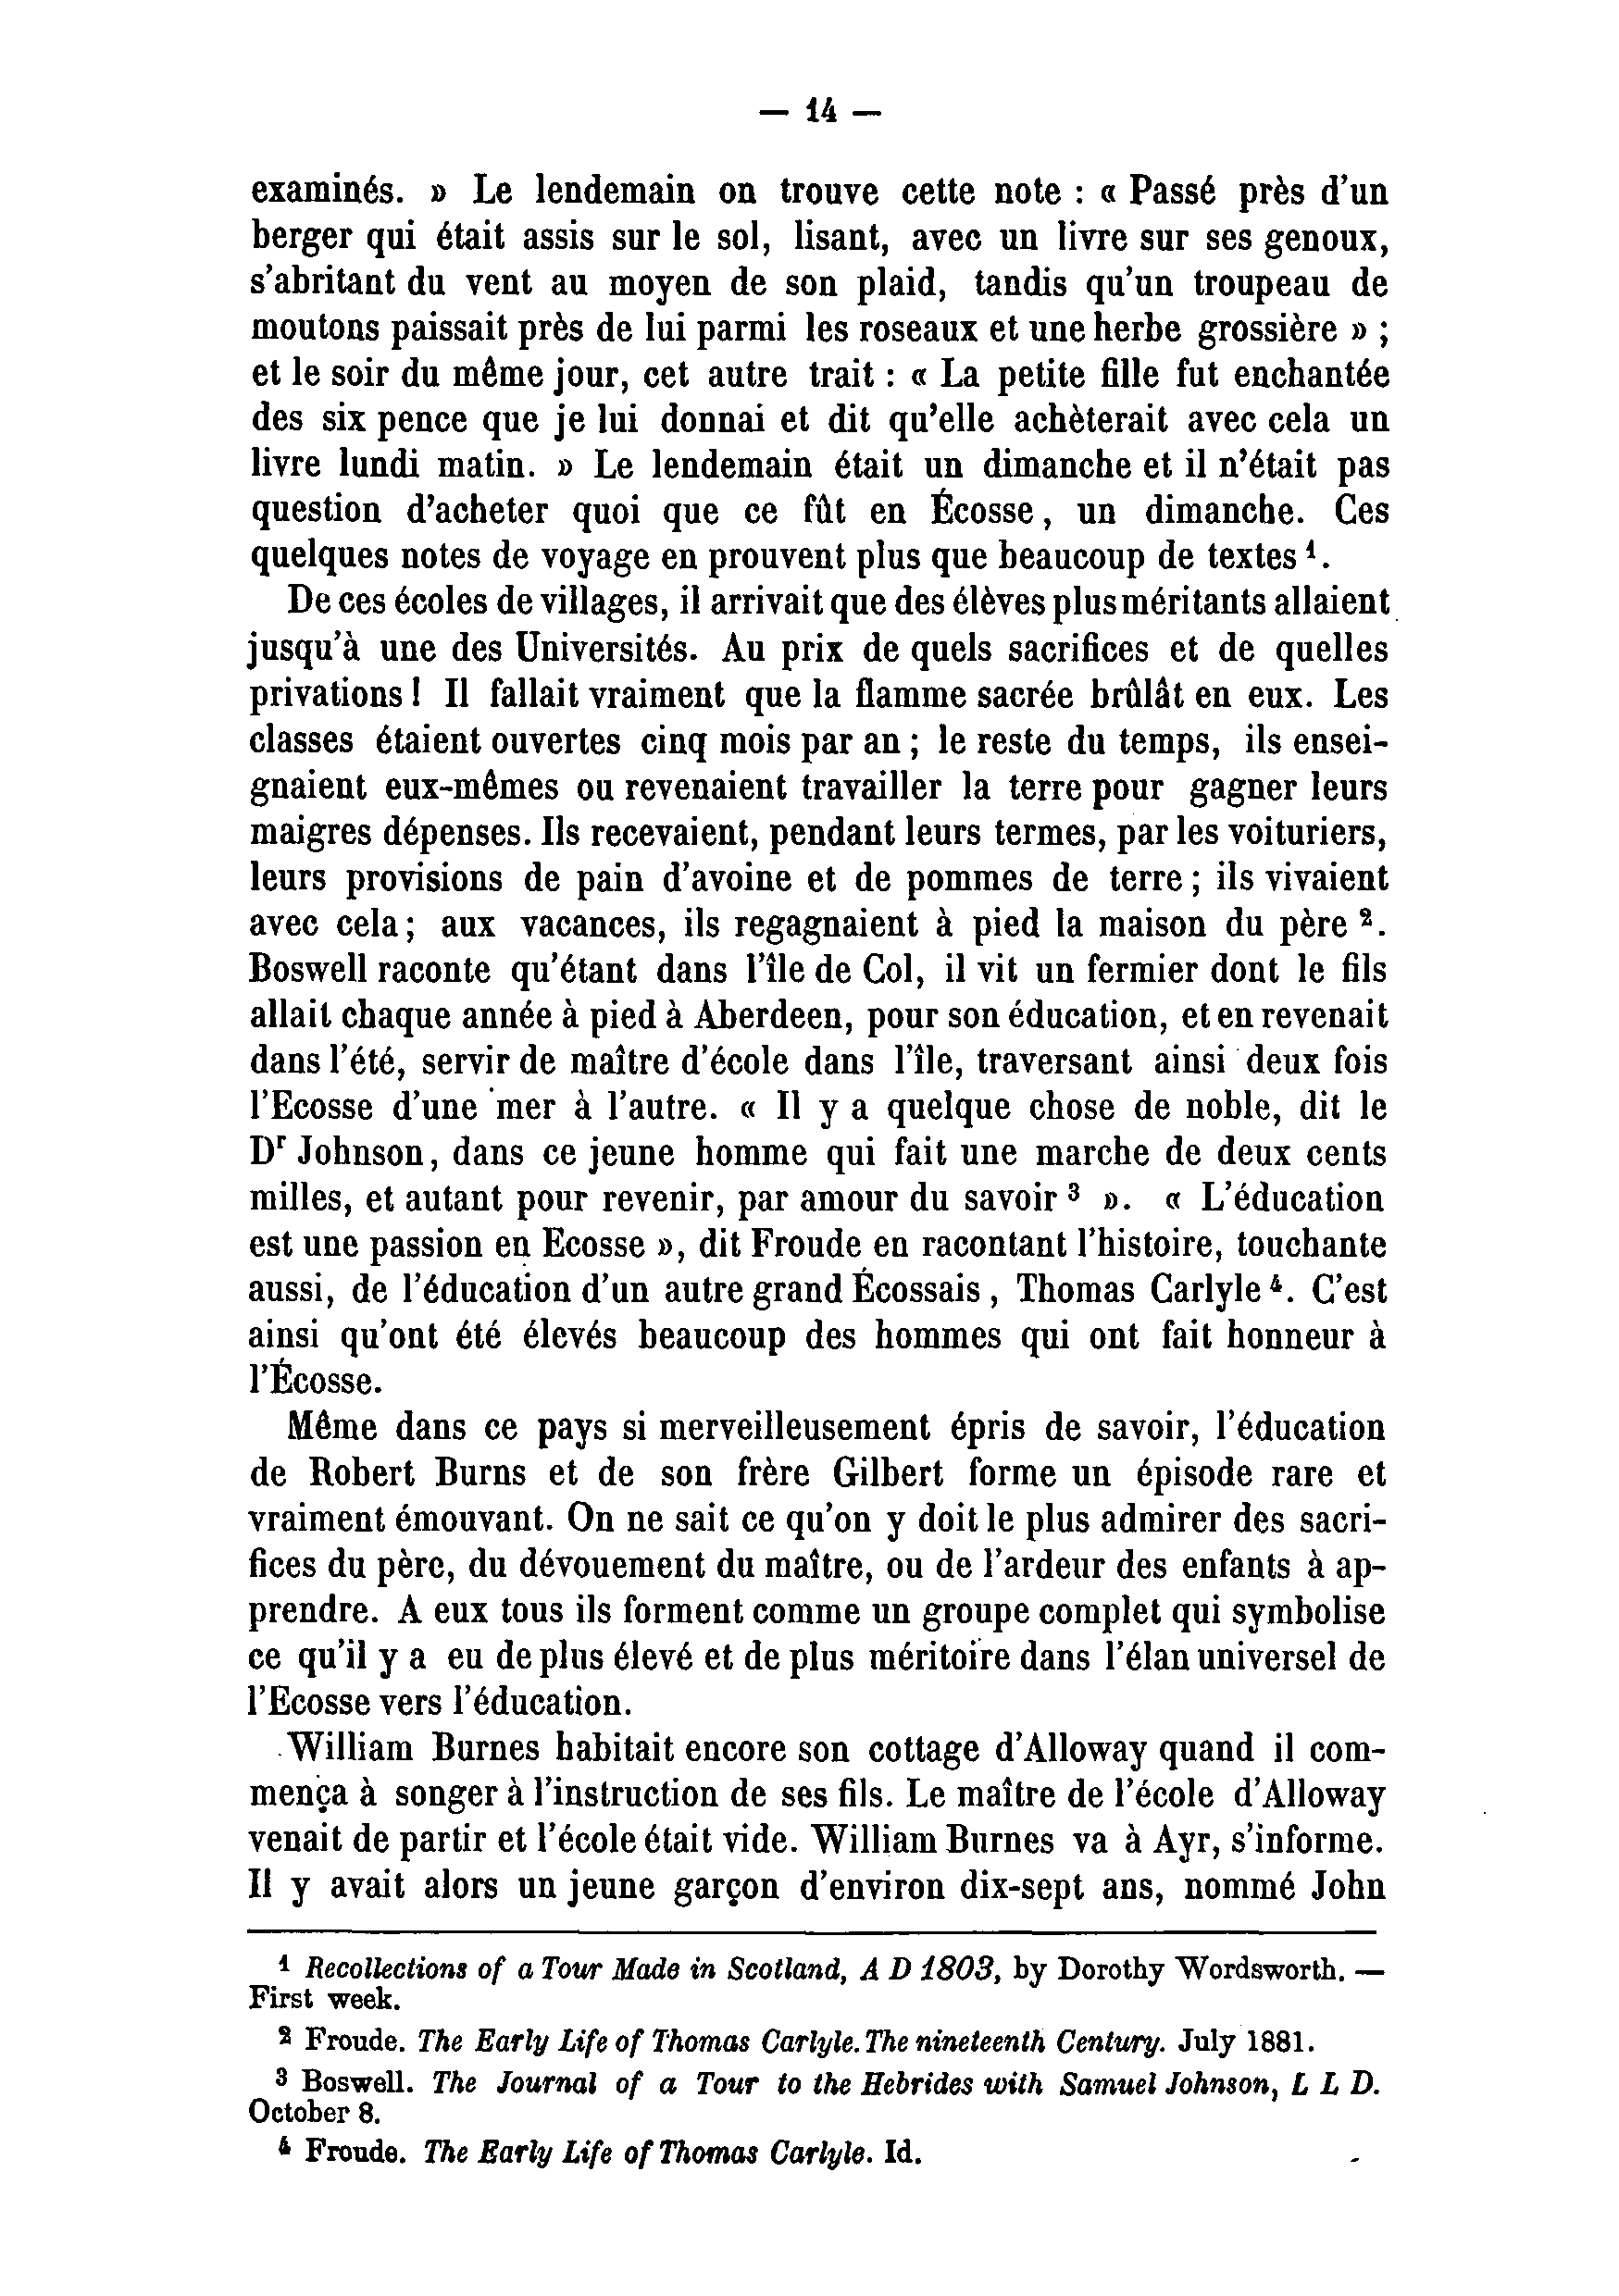 — 14 —
examinés. » Le lendemain on trouve cette note : « Passé près d'un
berger qui était assis sur le sol, lisant, avec un livre sur ses genoux,
s'abritant du vent au moyen de son plaid, tandis qu'un troupeau de
moutons paissait près de lui parmi les roseaux et une herbe grossière » ;
et le soir du même jour, cet autre trait : « La petite fille fut enchantée
des six pence que je lui donnai et dit qu'elle achèterait avec cela un
livre lundi matin. » Le lendemain était un dimanche et il n'était pas
question d'acheter quoi que ce fût en Écosse, un dimanche. Ces
quelques notes de voyage en prouvent plus que beaucoup de textes ¹.
De ces écoles de villages, il arrivait que des élèves plus méritants allaient
jusqu'à une des Universités. Au prix de quels sacrifices et de quelles
privations ! Il fallait vraiment que la flamme sacrée brûlât en eux. Les
classes étaient ouvertes cinq mois par an ; le reste du temps, ils ensei-
gnaient eux-mêmes ou revenaient travailler la terre pour gagner leurs
maigres dépenses. Ils recevaient, pendant leurs termes, par les voituriers,
leurs provisions de pain d'avoine et de pommes de terre ; ils vivaient
avec cela ; aux vacances, ils regagnaient à pied la maison du père ².
Boswell raconte qu'étant dans l'île de Col, il vit un fermier dont le fils
allait chaque année à pied à Aberdeen, pour son éducation, et en revenait
dans l'été, servir de maître d'école dans l'île, traversant ainsi deux fois
l'Ecosse d'une mer à l'autre. « Il y a quelque chose de noble, dit le
Dʳ Johnson, dans ce jeune homme qui fait une marche de deux cents
milles, et autant pour revenir, par amour du savoir ³ ». « L'éducation
est une passion en Ecosse », dit Froude en racontant l'histoire, touchante
aussi, de l'éducation d'un autre grand Écossais, Thomas Carlyle ⁴. C'est
ainsi qu'ont été élevés beaucoup des hommes qui ont fait honneur à
l'Écosse.
Même dans ce pays si merveilleusement épris de savoir, l'éducation
de Robert Burns et de son frère Gilbert forme un épisode rare et
vraiment émouvant. On ne sait ce qu'on y doit le plus admirer des sacri-
fices du père, du dévouement du maître, ou de l'ardeur des enfants à ap-
prendre. A eux tous ils forment comme un groupe complet qui symbolise
ce qu'il y a eu de plus élevé et de plus méritoire dans l'élan universel de
l'Ecosse vers l'éducation.
William Burnes habitait encore son cottage d'Alloway quand il com-
mença à songer à l'instruction de ses fils. Le maître de l'école d'Alloway
venait de partir et l'école était vide. William Burnes va à Ayr, s'informe.
Il y avait alors un jeune garçon d'environ dix-sept ans, nommé John
¹ Recollections of a Tour Made in Scotland, A D 1803, by Dorothy Wordsworth. —
First week.
² Froude. The Early Life of Thomas Carlyle. The nineteenth Century. July 1881.
³ Boswell. The Journal of a Tour to the Hebrides with Samuel Johnson, L L D.
October 8.
⁴ Froude. The Early Life of Thomas Carlyle. Id.